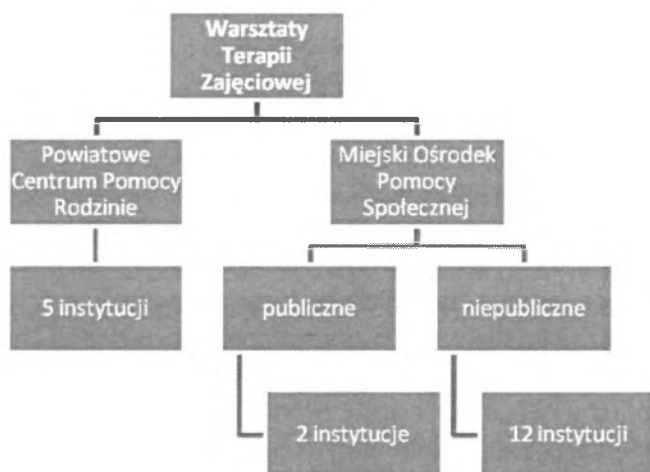 Warsztaty
Terapii
Zajęciowej
Powiatowe
Centrum Pomocy
Rodzinie
Miejski Ośrodek
Pomocy
Społecznej
5 instytucji
publiczne
niepubliczne
2 instytucje
12 instytucji